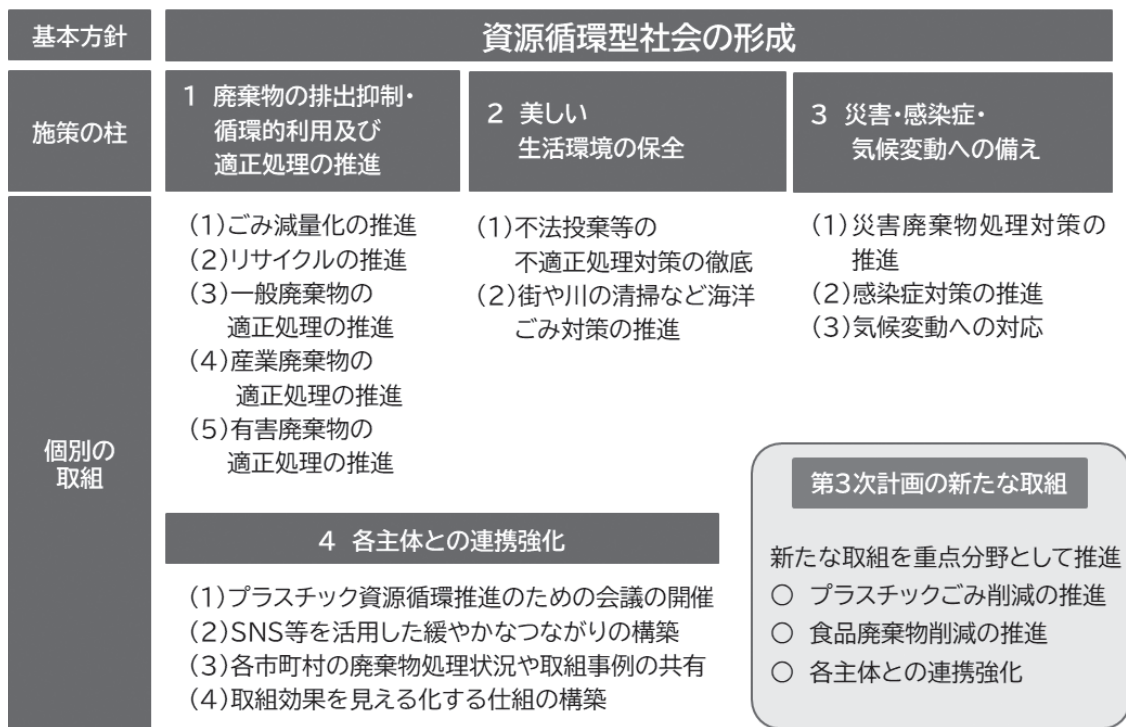 基本方針
資源循環型社会の形成
施策の柱
1 廃棄物の排出抑制・
循環的利用及び
適正処理の推進
2 美しい
生活環境の保全
3 災害・感染症・
気候変動への備え
個別の
取組
(1)ごみ減量化の推進
(2)リサイクルの推進
(3)一般廃棄物の
適正処理の推進
(4)産業廃棄物の
適正処理の推進
(5)有害廃棄物の
適正処理の推進
(1)不法投棄等の
不適正処理対策の徹底
(2)街や川の清掃など海洋
ごみ対策の推進
(1)災害廃棄物処理対策の
推進
(2)感染症対策の推進
(3)気候変動への対応
4 各主体との連携強化
(1)プラスチック資源循環推進のための会議の開催
(2)SNS等を活用した緩やかなつながりの構築
(3)各市町村の廃棄物処理状況や取組事例の共有
(4)取組効果を見える化する仕組の構築
第3次計画の新たな取組
新たな取組を重点分野として推進
○ プラスチックごみ削減の推進
○ 食品廃棄物削減の推進
○ 各主体との連携強化